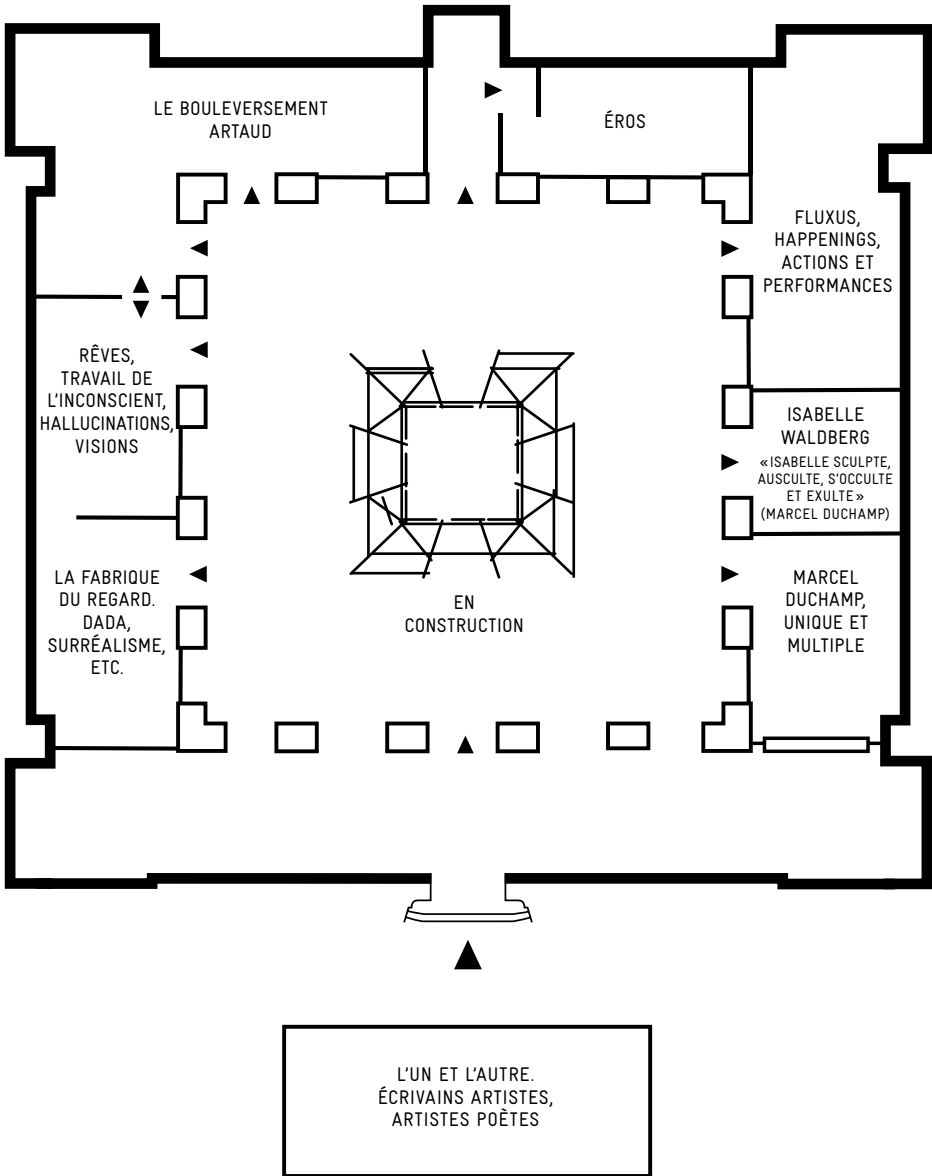 LE BOULEVERSEMENT
ARTAUD
ÉROS
FLUXUS,
HAPPENINGS,
ACTIONS ET
PERFORMANCES
RÊVES,
TRAVAIL DE
L'INCONSCIENT,
HALLUCINATIONS,
VISIONS
ISABELLE
WALDBERG
«ISABELLE SCULPTE,
AUSCULTE, S'OCCULTE
ET EXULTE»
(MARCEL DUCHAMP)
LA FABRIQUE
DU REGARD.
DADA,
SURRÉALISME,
ETC.
EN
CONSTRUCTION
MARCEL
DUCHAMP,
UNIQUE ET
MULTIPLE
L'UN ET L'AUTRE.
ÉCRIVAINS ARTISTES,
ARTISTES POÈTES